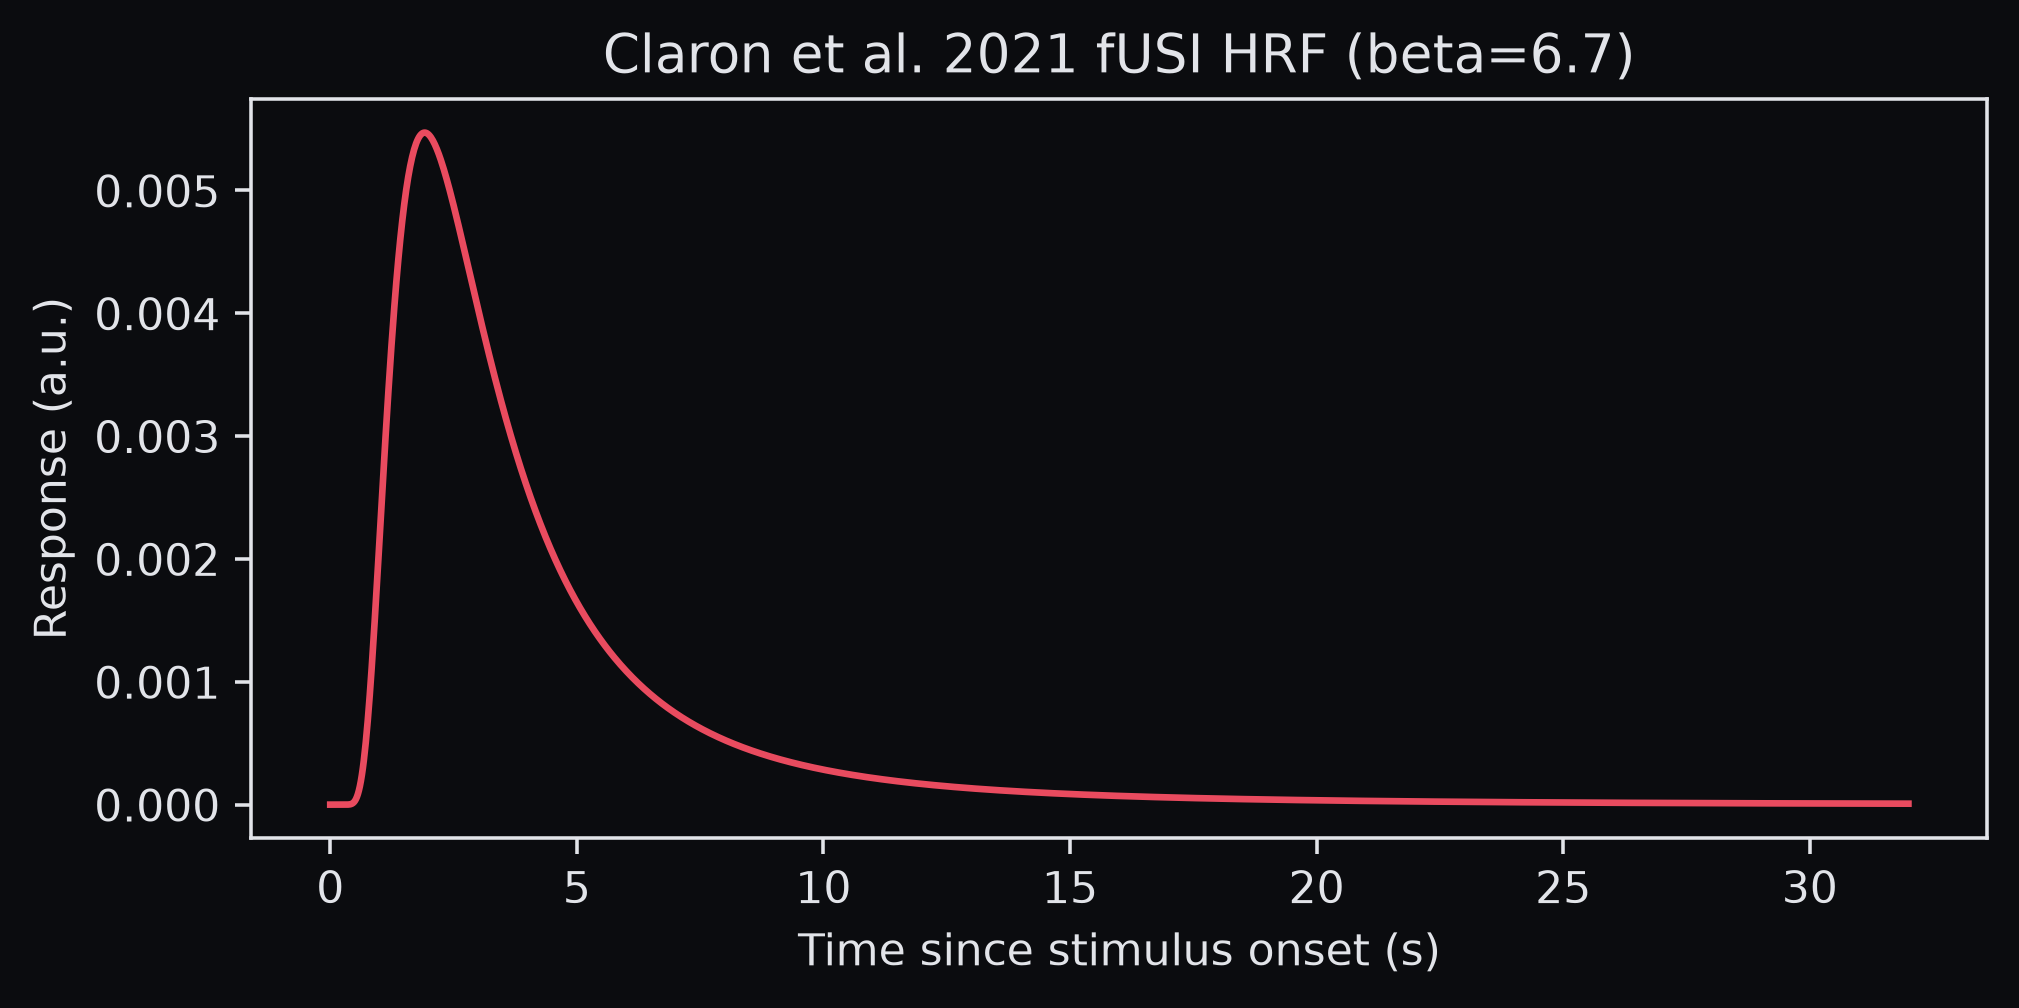 Claron et al. 2021 fUSI HRF (beta=6.7)
Response (a.u.)
0.005
0.004
0.003
0.002
0.001
0.000
0 5 10 15 20 25 30
Time since stimulus onset (s)